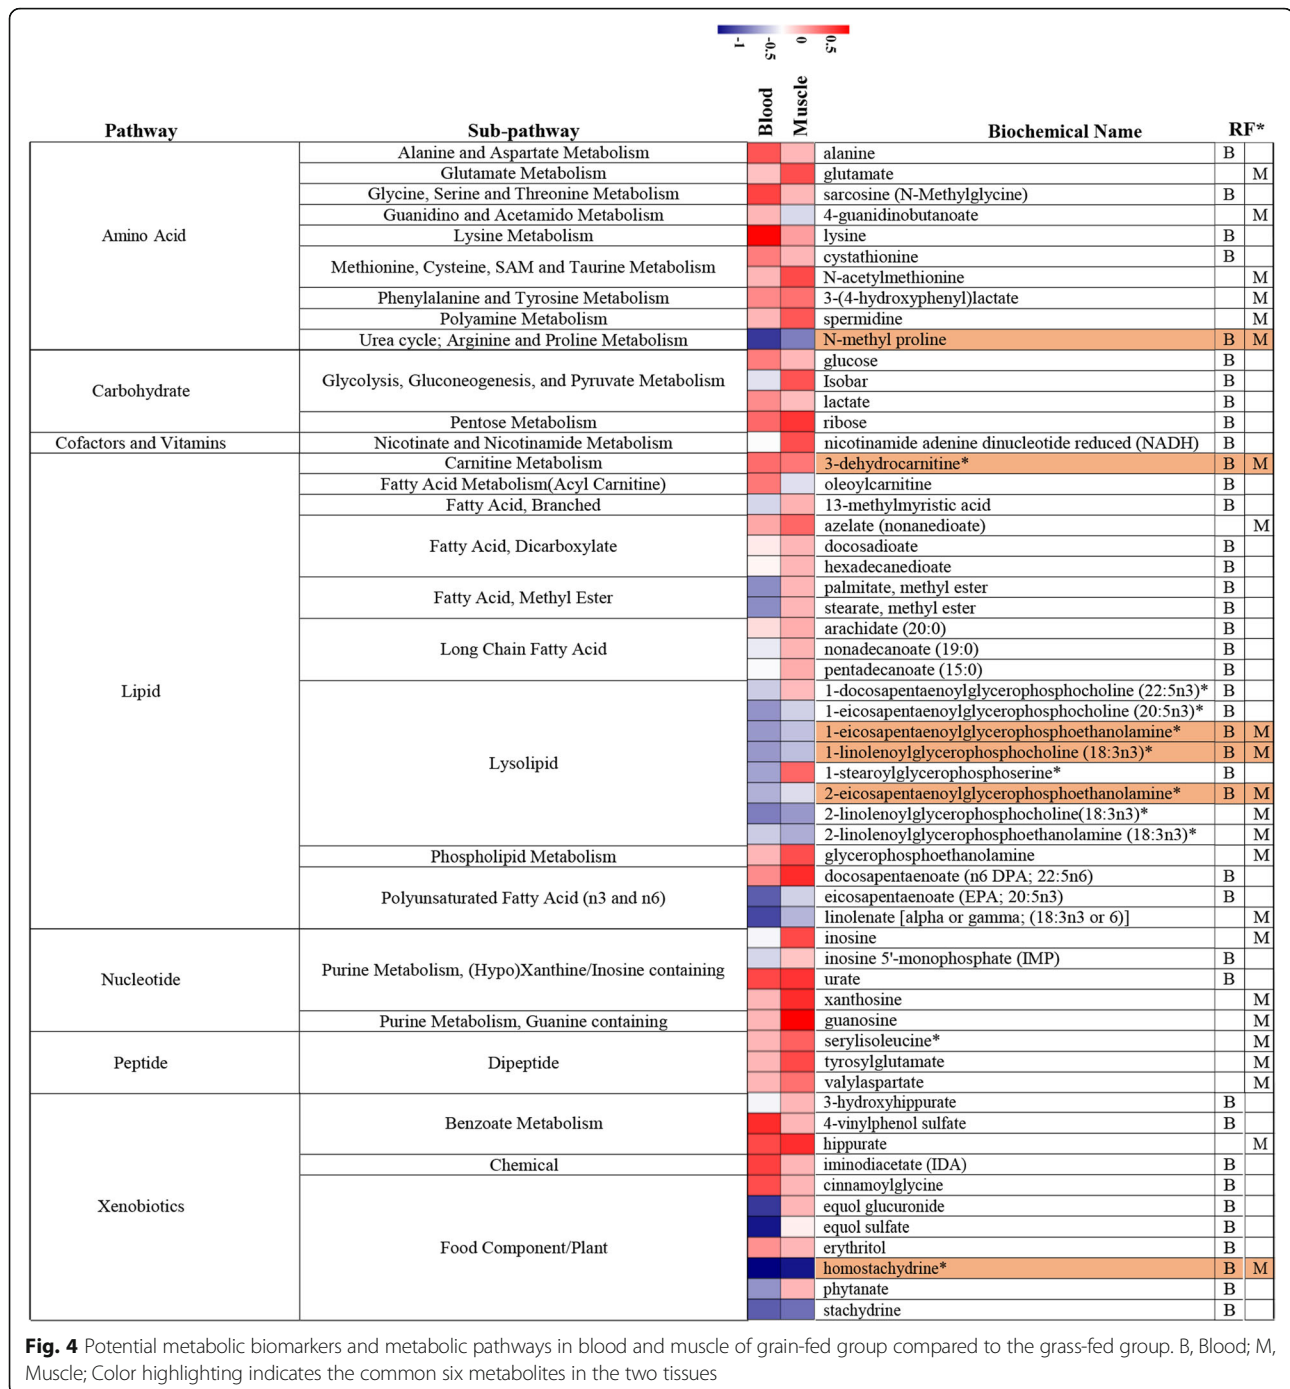 -1 -0.5 0 0.5
Blood Muscle
Pathway Sub-pathway Biochemical Name RF*
Alanine and Aspartate Metabolism alanine B
Glutamate Metabolism glutamate M
Glycine, Serine and Threonine Metabolism sarcosine (N-Methylglycine) B
Guanidino and Acetamido Metabolism 4-guanidinobutanoate M
Amino Acid Lysine Metabolism lysine B
cystathionine B
Methionine, Cysteine, SAM and Taurine Metabolism
N-acetylmethionine M
Phenylalanine and Tyrosine Metabolism 3-(4-hydroxyphenyl)lactate M
Polyamine Metabolism spermidine M
Urea cycle; Arginine and Proline Metabolism N-methyl proline B M
glucose B
Carbohydrate Glycolysis, Gluconeogenesis, and Pyruvate Metabolism Isobar B
lactate B
Pentose Metabolism ribose B
Cofactors and Vitamins Nicotinate and Nicotinamide Metabolism nicotinamide adenine dinucleotide reduced (NADH) B
Carnitine Metabolism 3-dehydrocarnitine* B M
Fatty Acid Metabolism(Acyl Carnitine) oleoylcarnitine B
Fatty Acid, Branched 13-methylmyristic acid B
azelate (nonanedioate) M
Fatty Acid, Dicarboxylate docosadioate B
hexadecanedioate B
palmitate, methyl ester B
Fatty Acid, Methyl Ester
stearate, methyl ester B
arachidate (20:0) B
Long Chain Fatty Acid nonadecanoate (19:0) B
pentadecanoate (15:0) B
Lipid 1-docosapentaenoylglycerophosphocholine (22:5n3)* B
1-eicosapentaenoylglycerophosphocholine (20:5n3)* B
1-eicosapentaenoylglycerophosphoethanolamine* B M
1-linolenoylglycerophosphocholine (18:3n3)* B M
Lysolipid
1-stearoylglycerophosphoserine* B
2-eicosapentaenoylglycerophosphoethanolamine* B M
2-linolenoylglycerophosphocholine(18:3n3)* M
2-linolenoylglycerophosphoethanolamine (18:3n3)* M
Phospholipid Metabolism glycerophosphoethanolamine M
docosapentaenoate (n6 DPA; 22:5n6) B
Polyunsaturated Fatty Acid (n3 and n6) eicosapentaenoate (EPA; 20:5n3) B
linolenate [alpha or gamma; (18:3n3 or 6)] M
inosine M
Purine Metabolism, (Hypo)Xanthine/Inosine containing inosine 5'-monophosphate (IMP) B
Nucleotide urate B
xanthosine M
Purine Metabolism, Guanine containing guanosine M
serylisoleucine* M
Peptide Dipeptide tyrosylglutamate M
valylaspartate M
3-hydroxyhippurate B
Benzoate Metabolism 4-vinylphenol sulfate B
hippurate M
Chemical iminodiacetate (IDA) B
cinnamoylglycine B
Xenobiotics equol glucuronide B
equol sulfate B
Food Component/Plant erythritol B
homostachydrine* B M
phytanate B
stachydrine B
Fig. 4 Potential metabolic biomarkers and metabolic pathways in blood and muscle of grain-fed group compared to the grass-fed group. B, Blood; M,
Muscle; Color highlighting indicates the common six metabolites in the two tissues